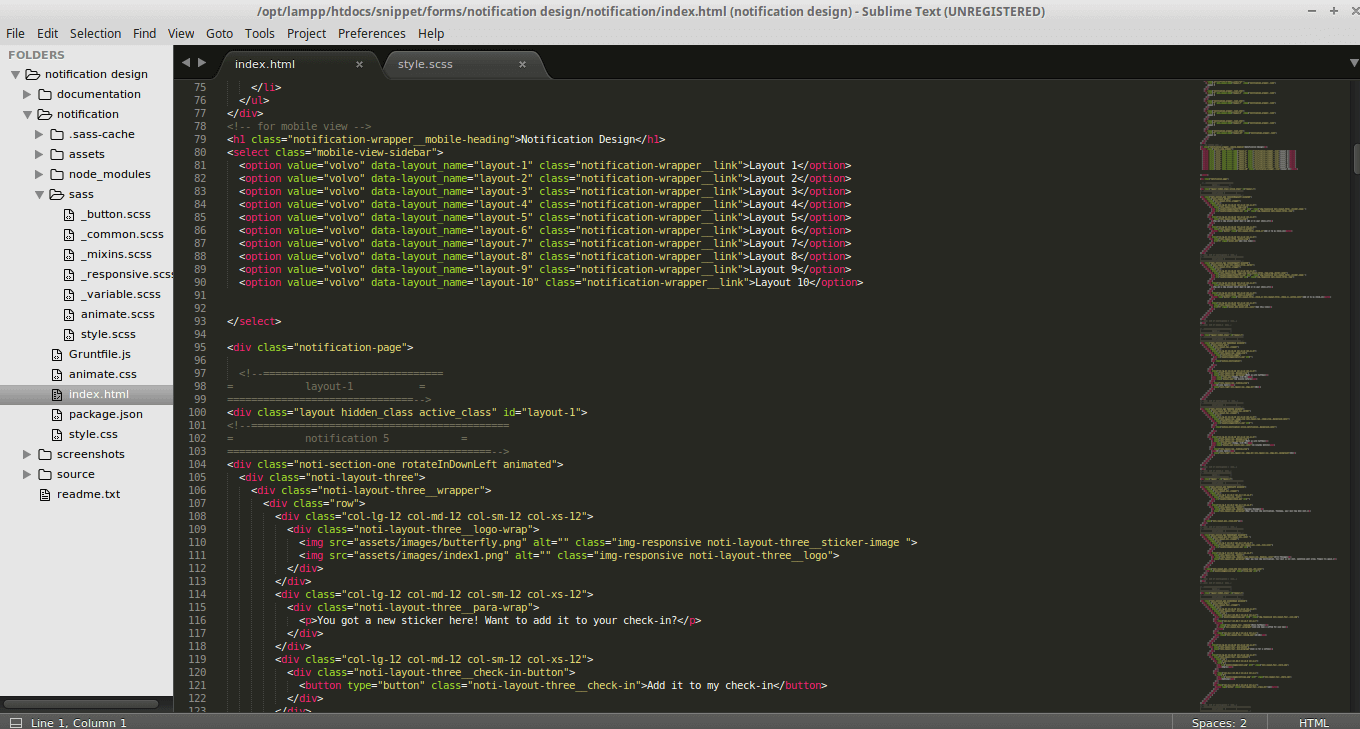 /opt/lampp/htdocs/snippet/forms/notification design/notification/index.html (notification design) - Sublime Text (UNREGISTERED)
File Edit Selection Find View Goto Tools Project Preferences Help
FOLDERS
notification design
documentation
notification
.sass-cache
assets
node_modules
sass
_button.scss
_common.scss
_mixins.scss
_responsive.scss
_variable.scss
animate.scss
style.scss
Gruntfile.js
animate.css
index.html
package.json
style.css
screenshots
source
readme.txt
index.html × style.scss ×
75 </li>
76 </ul>
77 </div>
78 <!-- for mobile view -->
79 <h1 class="notification-wrapper__mobile-heading">Notification Design</h1>
80 <select class="mobile-view-sidebar">
81 <option value="volvo" data-layout_name="layout-1" class="notification-wrapper__link">Layout 1</option>
82 <option value="volvo" data-layout_name="layout-2" class="notification-wrapper__link">Layout 2</option>
83 <option value="volvo" data-layout_name="layout-3" class="notification-wrapper__link">Layout 3</option>
84 <option value="volvo" data-layout_name="layout-4" class="notification-wrapper__link">Layout 4</option>
85 <option value="volvo" data-layout_name="layout-5" class="notification-wrapper__link">Layout 5</option>
86 <option value="volvo" data-layout_name="layout-6" class="notification-wrapper__link">Layout 6</option>
87 <option value="volvo" data-layout_name="layout-7" class="notification-wrapper__link">Layout 7</option>
88 <option value="volvo" data-layout_name="layout-8" class="notification-wrapper__link">Layout 8</option>
89 <option value="volvo" data-layout_name="layout-9" class="notification-wrapper__link">Layout 9</option>
90 <option value="volvo" data-layout_name="layout-10" class="notification-wrapper__link">Layout 10</option>
91
92
93 </select>
94
95 <div class="notification-page">
96
97 <!--==============================
98 = layout-1 =
99 ===============================-->
100 <div class="layout hidden_class active_class" id="layout-1">
101 <!--===========================================
102 = notification 5 =
103 ============================================-->
104 <div class="noti-section-one rotateInDownLeft animated">
105 <div class="noti-layout-three">
106 <div class="noti-layout-three__wrapper">
107 <div class="row">
108 <div class="col-lg-12 col-md-12 col-sm-12 col-xs-12">
109 <div class="noti-layout-three__logo-wrap">
110 <img src="assets/images/butterfly.png" alt="" class="img-responsive noti-layout-three__sticker-image ">
111 <img src="assets/images/index1.png" alt="" class="img-responsive noti-layout-three__logo">
112 </div>
113 </div>
114 <div class="col-lg-12 col-md-12 col-sm-12 col-xs-12">
115 <div class="noti-layout-three__para-wrap">
116 <p>You got a new sticker here! Want to add it to your check-in?</p>
117 </div>
118 </div>
119 <div class="col-lg-12 col-md-12 col-sm-12 col-xs-12">
120 <div class="noti-layout-three__check-in-button">
121 <button type="button" class="noti-layout-three__check-in">Add it to my check-in</button>
122 </div>
123 </div>
Line 1, Column 1 Spaces: 2 HTML